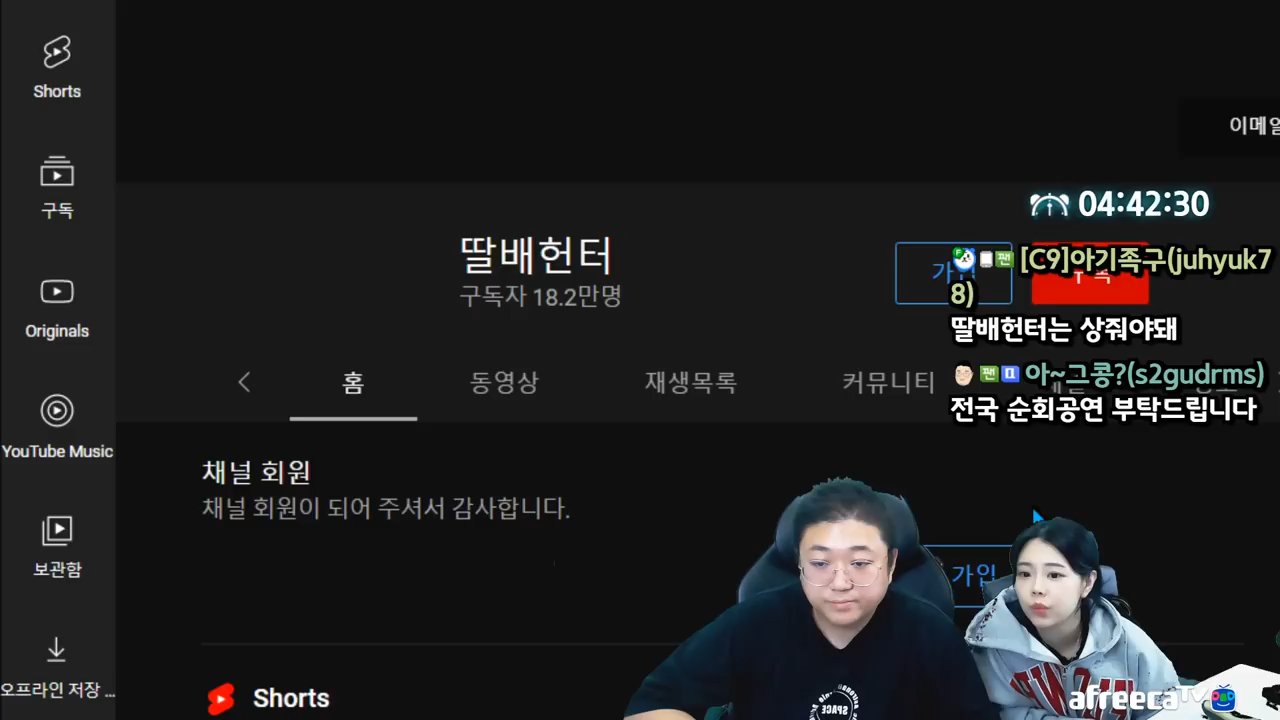 Shorts
구독
Originals
YouTube Music
보관함
오프라인 저장 ...
이메일
04:42:30
딸배헌터
구독자 18.2만명
[C9]아기족구(juhyuk7
8)
딸배헌터는 상줘야돼
팬 아~그콩?(s2gudrms)
전국 순회공연 부탁드립니다
홈
동영상
재생목록
커뮤니티
채널 회원
채널 회원이 되어 주셔서 감사합니다.
가입
Shorts
SPACE
afreecaTV